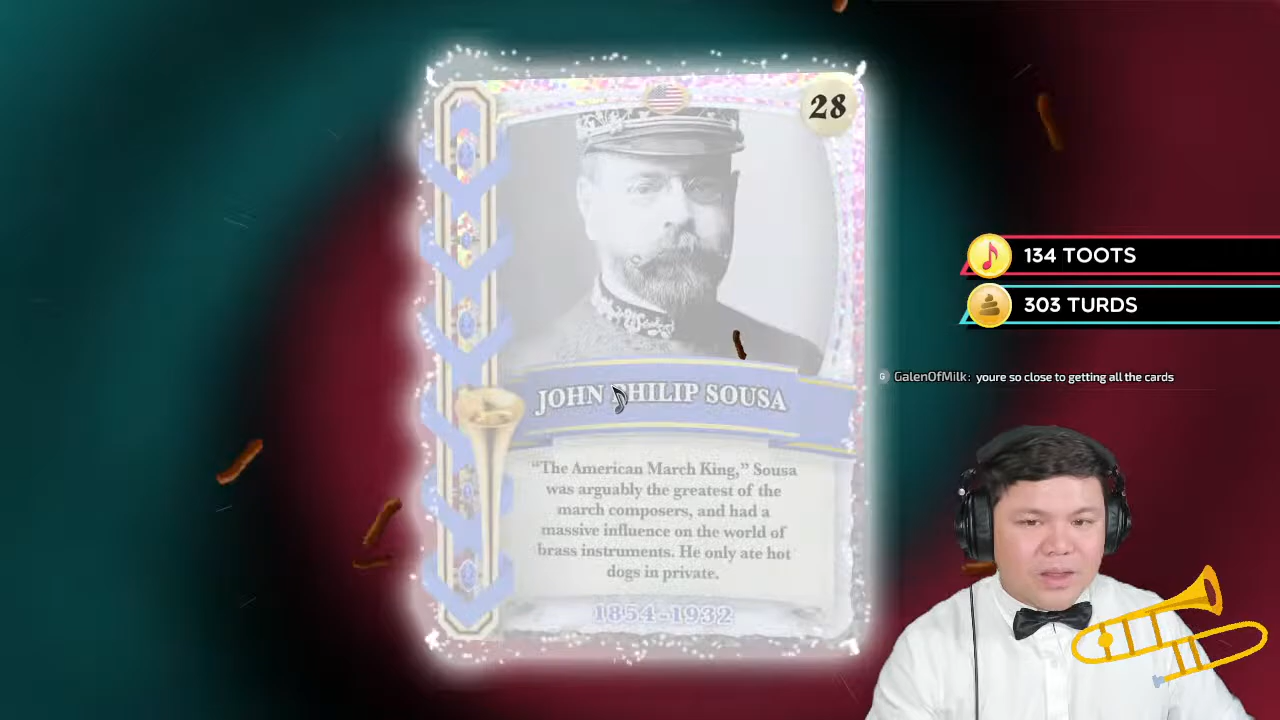 28
JOHN PHILIP SOUSA
“The American March King,” Sousa
was arguably the greatest of the
march composers, and had a
massive influence on the world of
brass instruments. He only ate hot
dogs in private.
1854-1932
134 TOOTS
303 TURDS
G GalenOfMilk: youre so close to getting all the cards